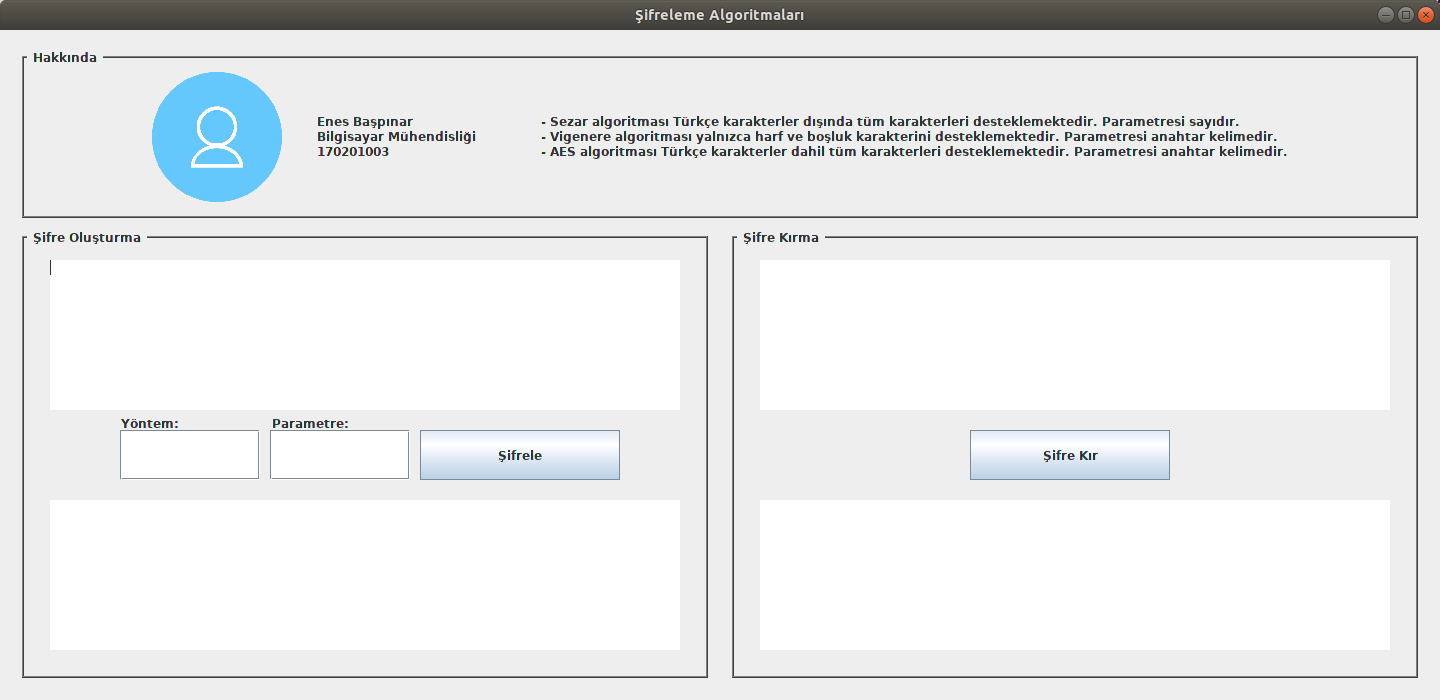 Şifreleme Algoritmaları
Hakkında
Enes Başpınar
Bilgisayar Mühendisliği
170201003
- Sezar algoritması Türkçe karakterler dışında tüm karakterleri desteklemektedir. Parametresi sayıdır.
- Vigenere algoritması yalnızca harf ve boşluk karakterini desteklemektedir. Parametresi anahtar kelimedir.
- AES algoritması Türkçe karakterler dahil tüm karakterleri desteklemektedir. Parametresi anahtar kelimedir.
Şifre Oluşturma
Yöntem:
Parametre:
Şifrele
Şifre Kırma
Şifre Kır